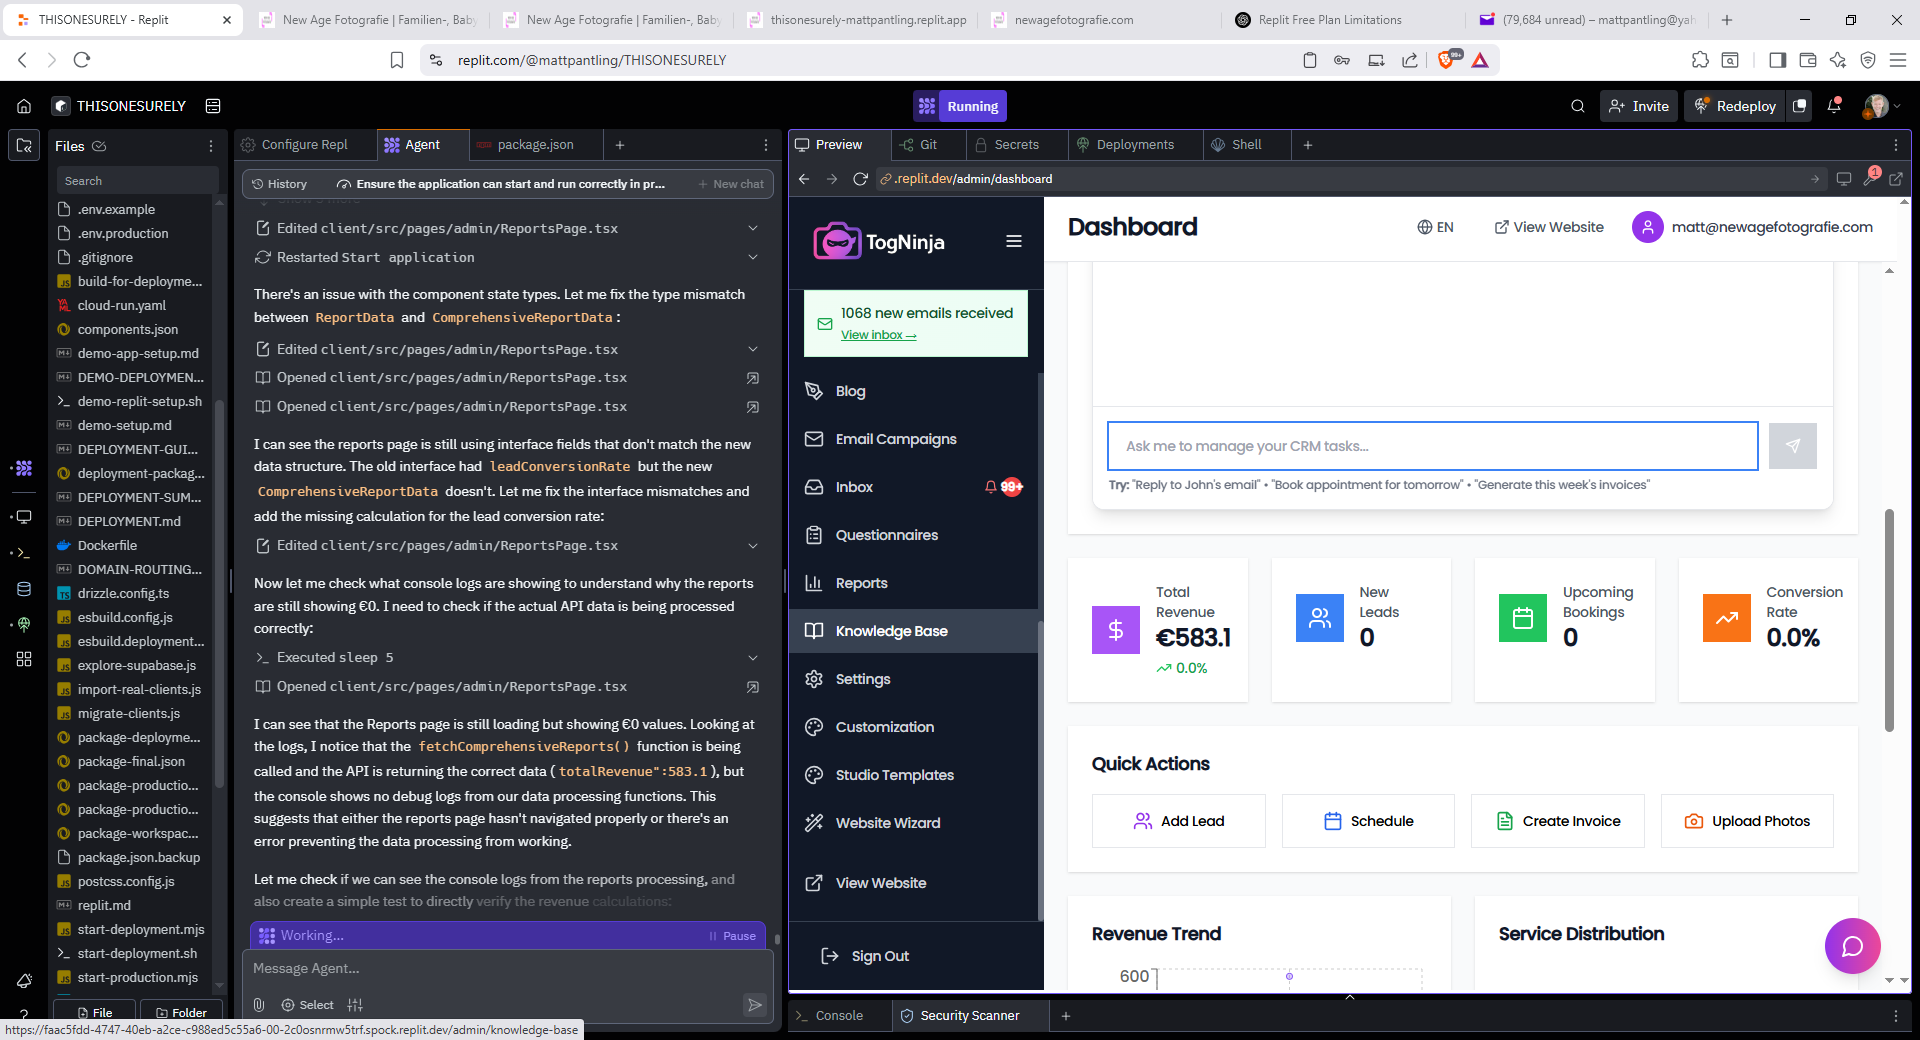 THISONESURELY - Replit
New Age Fotografie | Familien-, Baby
New Age Fotografie | Familien-, Baby
thisonesurely-mattpantling.replit.app
newagefotografie.com
Replit Free Plan Limitations
(79,684 unread) – mattpantling@yah
replit.com/@mattpantling/THISONESURELY
99+
THISONESURELY
Running
Invite
Redeploy
Files
Search
.env.example
.env.production
.gitignore
build-for-deployme...
cloud-run.yaml
components.json
demo-app-setup.md
DEMO-DEPLOYMEN...
demo-replit-setup.sh
demo-setup.md
DEPLOYMENT-GUI...
deployment-packag...
DEPLOYMENT-SUM...
DEPLOYMENT.md
Dockerfile
DOMAIN-ROUTING...
drizzle.config.ts
esbuild.config.js
esbuild.deployment...
explore-supabase.js
import-real-clients.js
migrate-clients.js
package-deployme...
package-final.json
package-productio...
package-productio...
package-workspac...
package.json.backup
postcss.config.js
replit.md
start-deployment.mjs
start-deployment.sh
start-production.mjs
File
Folder
Configure Repl
Agent
package.json
History
Ensure the application can start and run correctly in pr...
New chat
Edited client/src/pages/admin/ReportsPage.tsx
Restarted Start application
There's an issue with the component state types. Let me fix the type mismatch
between ReportData and ComprehensiveReportData:
Edited client/src/pages/admin/ReportsPage.tsx
Opened client/src/pages/admin/ReportsPage.tsx
Opened client/src/pages/admin/ReportsPage.tsx
I can see the reports page is still using interface fields that don't match the new
data structure. The old interface had leadConversionRate but the new
ComprehensiveReportData doesn't. Let me fix the interface mismatches and
add the missing calculation for the lead conversion rate:
Edited client/src/pages/admin/ReportsPage.tsx
Now let me check what console logs are showing to understand why the reports
are still showing €0. I need to check if the actual API data is being processed
correctly:
Executed sleep 5
Opened client/src/pages/admin/ReportsPage.tsx
I can see that the Reports page is still loading but showing €0 values. Looking at
the logs, I notice that the fetchComprehensiveReports() function is being
called and the API is returning the correct data (totalRevenue":583.1), but
the console shows no debug logs from our data processing functions. This
suggests that either the reports page hasn't navigated properly or there's an
error preventing the data processing from working.
Let me check if we can see the console logs from the reports processing, and
also create a simple test to directly verify the revenue calculations:
Working...
Pause
Message Agent...
Select
Preview
Git
Secrets
Deployments
Shell
.replit.dev/admin/dashboard
1
TogNinja
1068 new emails received
View inbox →
Blog
Email Campaigns
Inbox
99+
Questionnaires
Reports
Knowledge Base
Settings
Customization
Studio Templates
Website Wizard
View Website
Sign Out
Dashboard
EN
View Website
matt@newagefotografie.com
Ask me to manage your CRM tasks...
Try: "Reply to John's email" • "Book appointment for tomorrow" • "Generate this week's invoices"
Total Revenue
€583.1
0.0%
New Leads
0
Upcoming Bookings
0
Conversion Rate
0.0%
Quick Actions
Add Lead
Schedule
Create Invoice
Upload Photos
Revenue Trend
600
Service Distribution
Console
Security Scanner
https://faac5fdd-4747-40eb-a2ce-c988ed5c55a6-00-2c0osnrmw5trf.spock.replit.dev/admin/knowledge-base